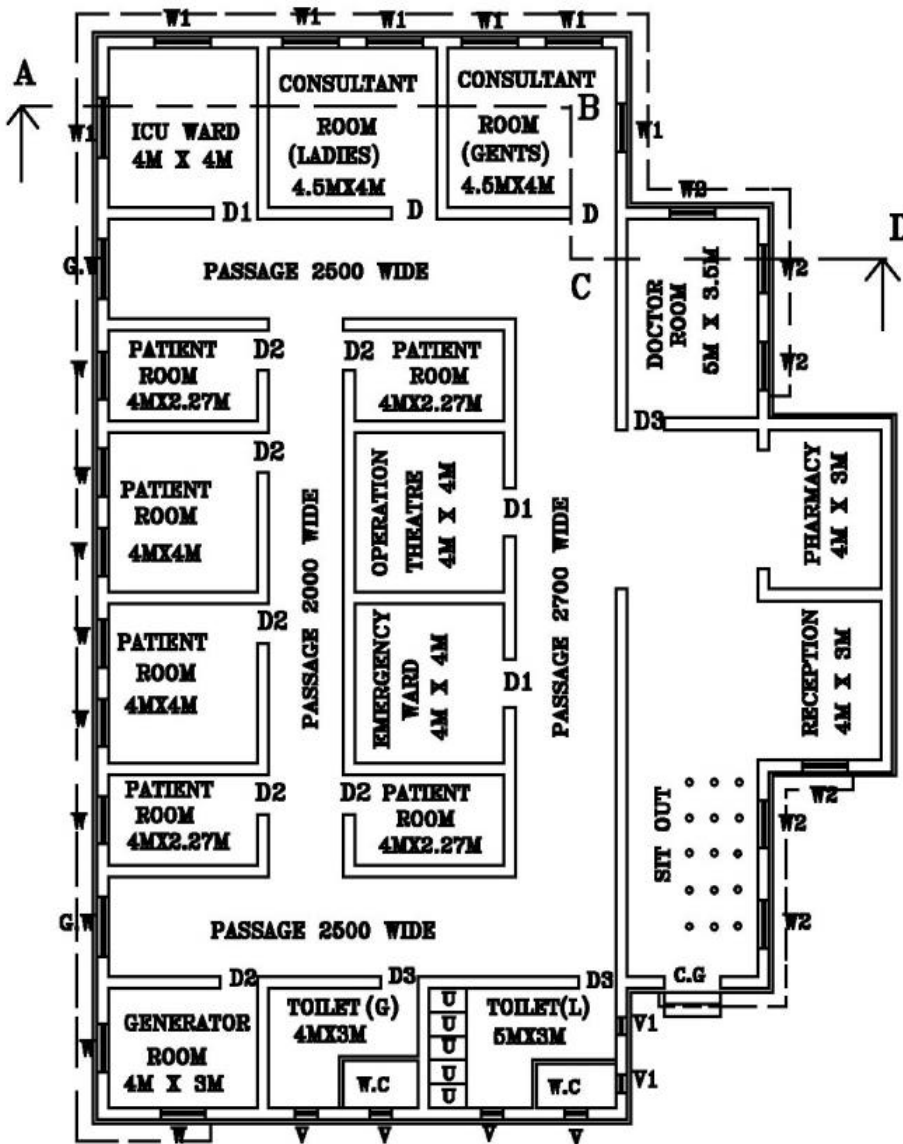 W1
W1
W1
W1
W1
A
W1
ICU WARD
4M X 4M
CONSULTANT
ROOM
(LADIES)
4.5MX4M
CONSULTANT
ROOM
(GENTS)
4.5MX4M
B
W1
D1
D
D
W2
G.W
PASSAGE 2500 WIDE
C
DOCTOR
ROOM
5M X 3.5M
W2
D
W2
W
PATIENT
ROOM
4MX2.27M
D2
D2
PATIENT
ROOM
4MX2.27M
D3
W
D2
PATIENT
ROOM
4MX4M
W
OPERATION
THEATRE
4M X 4M
D1
PHARMACY
4M X 3M
PASSAGE 2000 WIDE
PASSAGE 2700 WIDE
W
D2
PATIENT
ROOM
4MX4M
W
EMERGENCY
WARD
4M X 4M
D1
RECEPTION
4M X 3M
W2
W
PATIENT
ROOM
4MX2.27M
D2
D2
PATIENT
ROOM
4MX2.27M
SIT OUT
W2
W2
G.W
PASSAGE 2500 WIDE
D2
D3
D3
C.G
GENERATOR
ROOM
4M X 3M
W
TOILET(G)
4MX3M
W.C
U
U
U
U
U
TOILET(L)
5MX3M
W.C
V1
V1
W
V
V
V
V